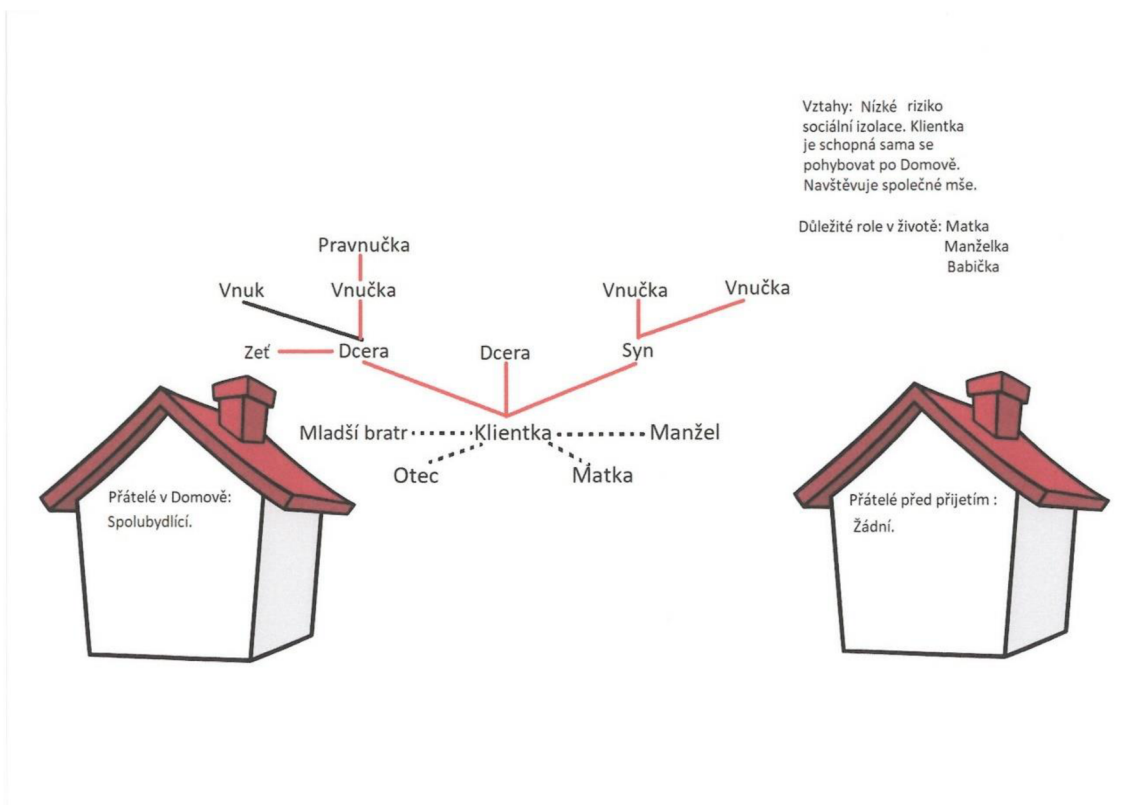 Vztahy: Nízké riziko
sociální izolace. Klientka
je schopná sama se
pohybovat po Domově.
Navštěvuje společné mše.
Důležité role v životě: Matka
Manželka
Babička
Pravnučka
Vnuk
Vnučka
Vnučka
Vnučka
Zeť
Dcera
Dcera
Syn
Mladší bratr
Klientka
Manžel
Otec
Matka
Přátelé v Domově:
Spolubydlící.
Přátelé před přijetím :
Žádní.